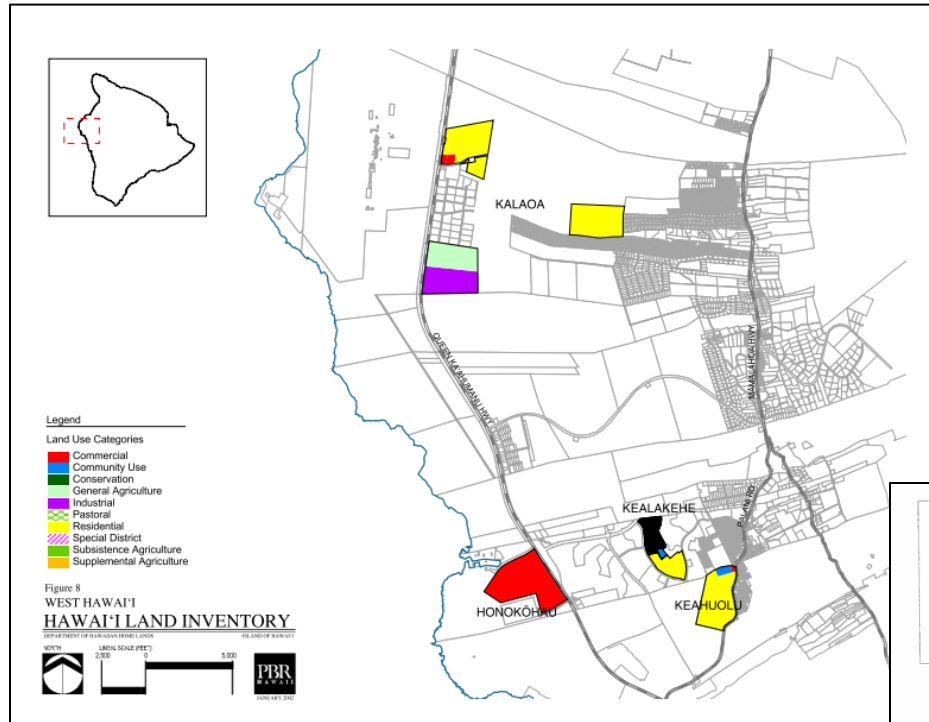 KALAOA
QUEEN KA'AHUMANU HWY
MAMALAHOA HWY
PALANI RD
KEALAKEHE
KEAHUOLU
HONOKŌHAU
Legend
Land Use Categories
Commercial
Community Use
Conservation
General Agriculture
Industrial
Pastoral
Residential
Special District
Subsistence Agriculture
Supplemental Agriculture
Figure 8
WEST HAWAI‘I
HAWAI‘I LAND INVENTORY
DEPARTMENT OF HAWAIIAN HOME LANDS ISLAND OF HAWAI‘I
NORTH LINEAL SCALE (FEET)
2,500 0 5,000
PBR
HAWAII
JANUARY 2002